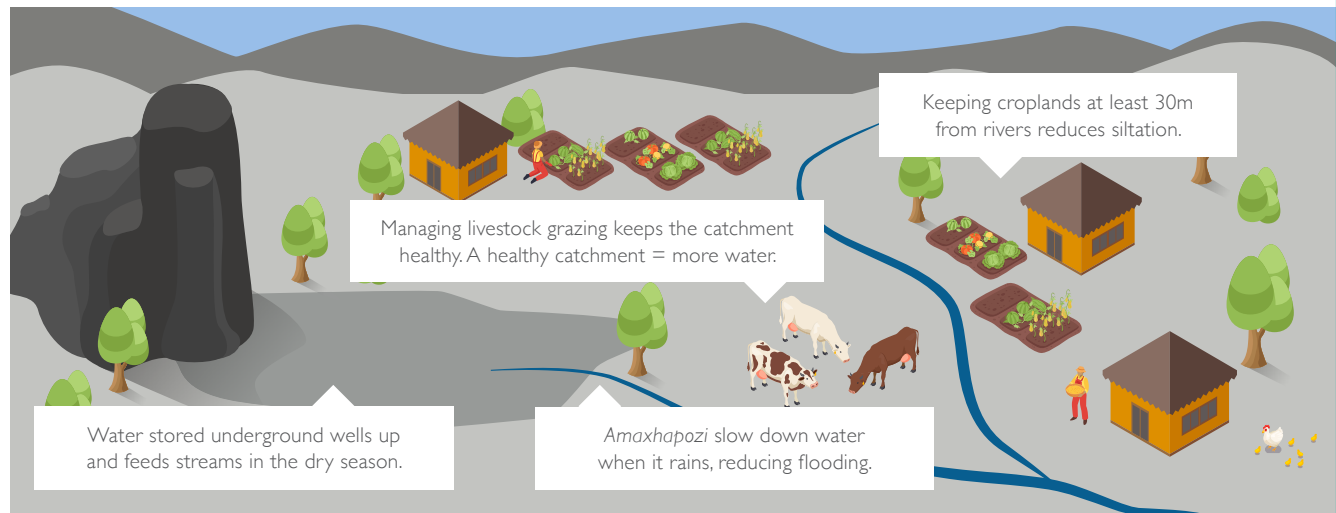 Keeping croplands at least 30m
from rivers reduces siltation.
Managing livestock grazing keeps the catchment
healthy. A healthy catchment = more water.
Water stored underground wells up
and feeds streams in the dry season.
Amaxhapozi slow down water
when it rains, reducing flooding.